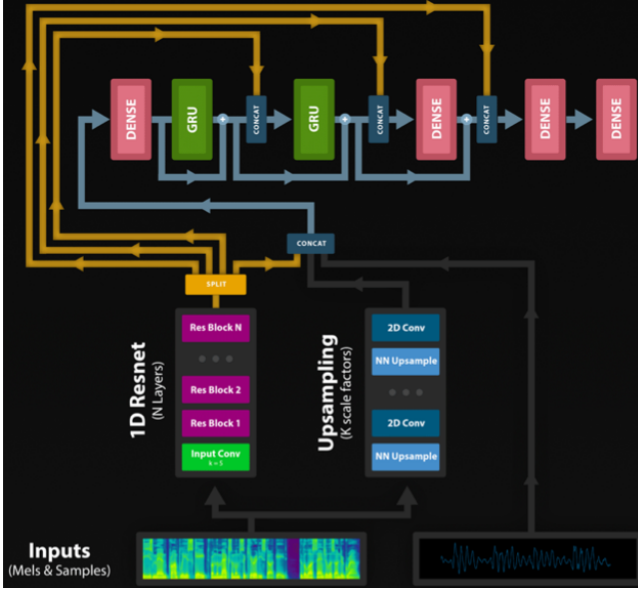 DENSE
GRU
+
CONCAT
GRU
+
CONCAT
DENSE
+
CONCAT
DENSE
DENSE
CONCAT
SPLIT
1D Resnet
(N Layers)
Res Block N
Res Block 2
Res Block 1
Input Conv
k = 5
Upsampling
(K scale factors)
2D Conv
NN Upsample
2D Conv
NN Upsample
Inputs
(Mels & Samples)